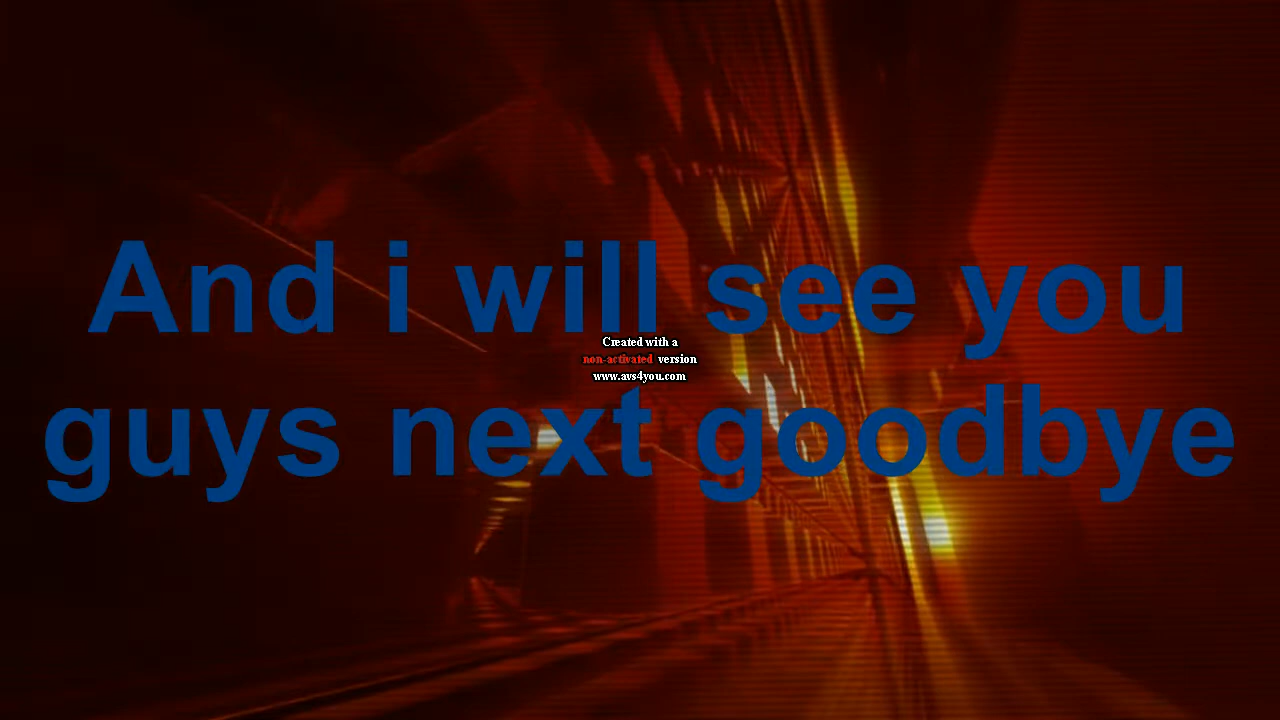 And i will see you
Created with a
non-activated version
www.avs4you.com
guys next goodbye